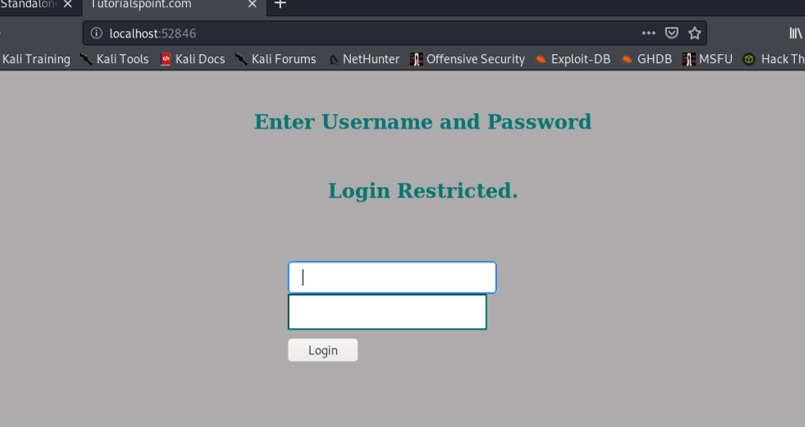 Standalon
Tutorialspoint.com
localhost:52846
Kali Training Kali Tools Kali Docs Kali Forums NetHunter Offensive Security Exploit-DB GHDB MSFU Hack Th
Enter Username and Password
Login Restricted.
Login